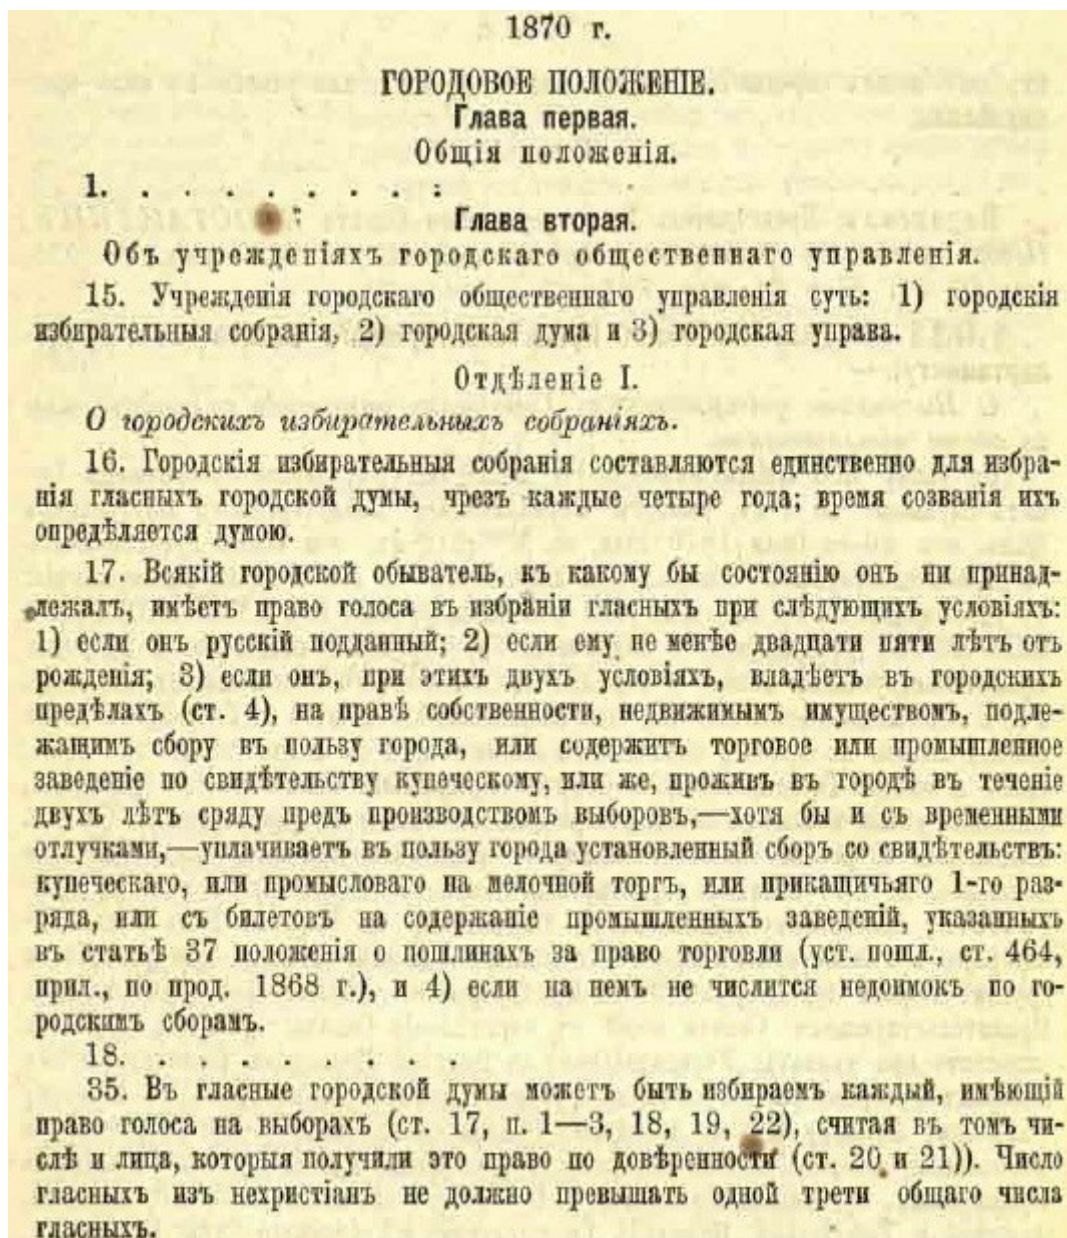 1870 г.
ГОРОДОВОЕ ПОЛОЖЕНІЕ.
Глава первая.
Общія положенія.
1. . . . . . . . . :
Глава вторая.
Объ учрежденіяхъ городскаго общественнаго управленія.
15. Учрежденія городскаго общественнаго управленія суть: 1) городскія
избирательныя собранія, 2) городская дума и 3) городская управа.
Отдѣленіе I.
О городскихъ избирательныхъ собраніяхъ.
16. Городскія избирательныя собранія составляются единственно для избра-
нія гласныхъ городской думы, чрезъ каждые четыре года; время созванія ихъ
опредѣляется думою.
17. Всякій городской обыватель, къ какому бы состоянію онъ ни принад-
лежалъ, имѣетъ право голоса въ избраніи гласныхъ при слѣдующихъ условіяхъ:
1) если онъ русскій подданный; 2) если ему не менѣе двадцати пяти лѣтъ отъ
рожденія; 3) если онъ, при этихъ двухъ условіяхъ, владѣетъ въ городскихъ
предѣлахъ (ст. 4), на правѣ собственности, недвижимымъ имуществомъ, подле-
жащимъ сбору въ пользу города, или содержитъ торговое или промышленное
заведеніе по свидѣтельству купеческому, или же, проживъ въ городѣ въ теченіе
двухъ лѣтъ сряду предъ производствомъ выборовъ,—хотя бы и съ временными
отлучками,—уплачиваетъ въ пользу города установленный сборъ со свидѣтельствъ:
купеческаго, или промысловаго на мелочной торгъ, или прикащичьяго 1-го раз-
ряда, или съ билетовъ на содержаніе промышленныхъ заведеній, указанныхъ
въ статьѣ 37 положенія о пошлинахъ за право торговли (уст. пошл., ст. 464,
прил., по прод. 1868 г.), и 4) если на немъ не числится недоимокъ по го-
родскимъ сборамъ.
18. . . . . . . . .
35. Въ гласные городской думы можетъ быть избираемъ каждый, имѣющій
право голоса на выборахъ (ст. 17, п. 1—3, 18, 19, 22), считая въ томъ чи-
слѣ и лица, которыя получили это право по довѣренности (ст. 20 и 21)). Число
гласныхъ изъ нехристіанъ не должно превышать одной трети общаго числа
гласныхъ.